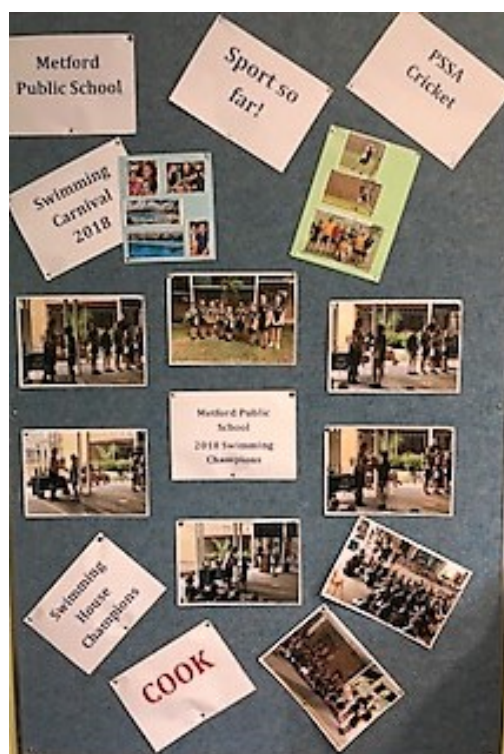 Metford
Public School
Sport so
far!
PSSA
Cricket
Swimming
Carnival
2018
Metford Public
School
2018 Swimming
Champions
Swimming
House
Champions
COOK